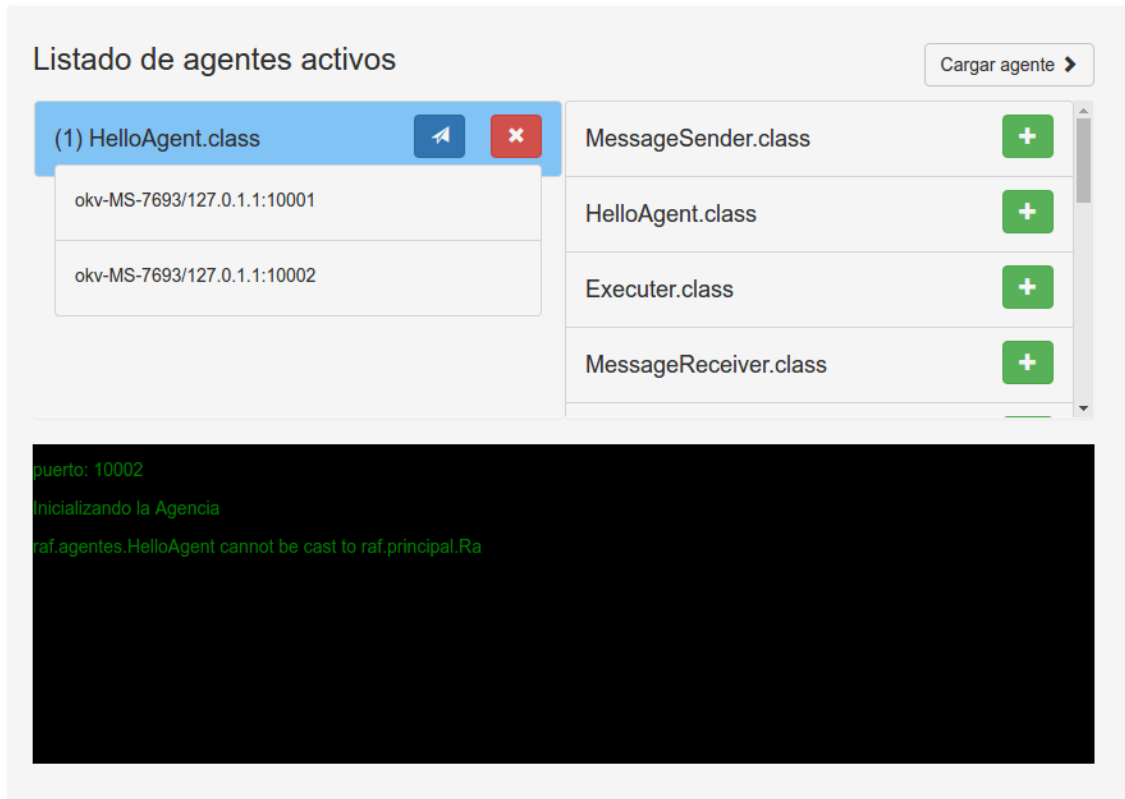 Listado de agentes activos
Cargar agente
(1) HelloAgent.class
okv-MS-7693/127.0.1.1:10001
okv-MS-7693/127.0.1.1:10002
MessageSender.class
HelloAgent.class
Executer.class
MessageReceiver.class
puerto: 10002
Inicializando la Agencia
raf.agentes.HelloAgent cannot be cast to raf.principal.Ra